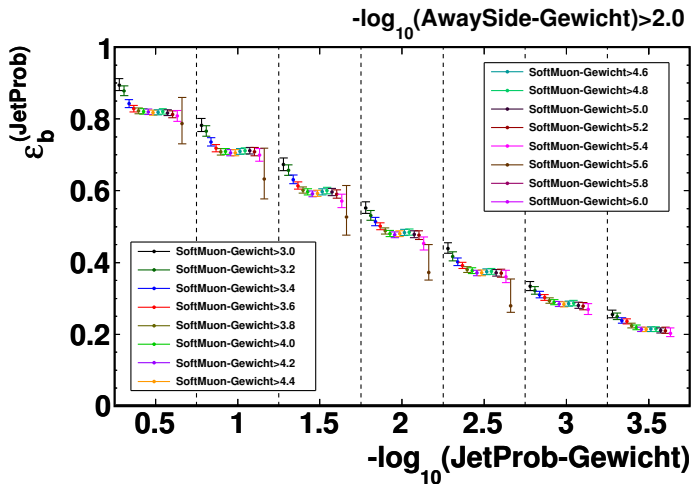 -log10(AwaySide-Gewicht)>2.0
εb(JetProb)
1
0.8
0.6
0.4
0.2
0
SoftMuon-Gewicht>4.6
SoftMuon-Gewicht>4.8
SoftMuon-Gewicht>5.0
SoftMuon-Gewicht>5.2
SoftMuon-Gewicht>5.4
SoftMuon-Gewicht>5.6
SoftMuon-Gewicht>5.8
SoftMuon-Gewicht>6.0
SoftMuon-Gewicht>3.0
SoftMuon-Gewicht>3.2
SoftMuon-Gewicht>3.4
SoftMuon-Gewicht>3.6
SoftMuon-Gewicht>3.8
SoftMuon-Gewicht>4.0
SoftMuon-Gewicht>4.2
SoftMuon-Gewicht>4.4
0.5 1 1.5 2 2.5 3 3.5
-log10(JetProb-Gewicht)